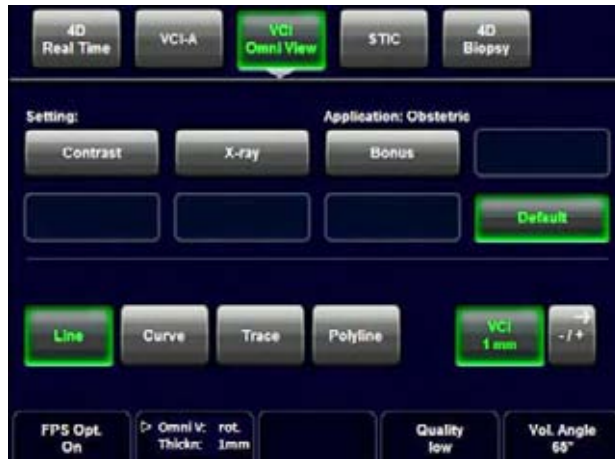 4D Real Time
VCI-A
VCI Omni View
STIC
4D Biopsy
Setting:
Application: Obstetric
Contrast
X-ray
Bonus
Default
Line
Curve
Trace
Polyline
VCI 1 mm
- / +
FPS Opt. On
Omni V: rot.
Thickn: 1mm
Quality low
Vol. Angle 65°